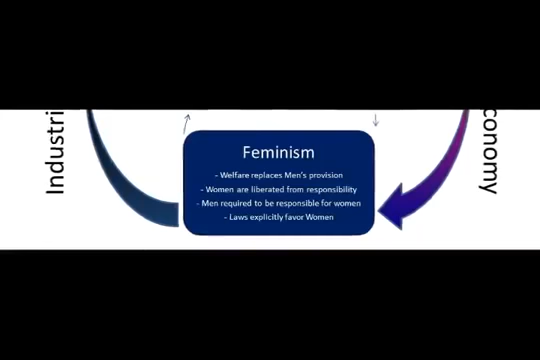 Industri
conomy
Feminism
- Welfare replaces Men's provision
- Women are liberated from responsibility
- Men required to be responsible for women
- Laws explicitly favor Women